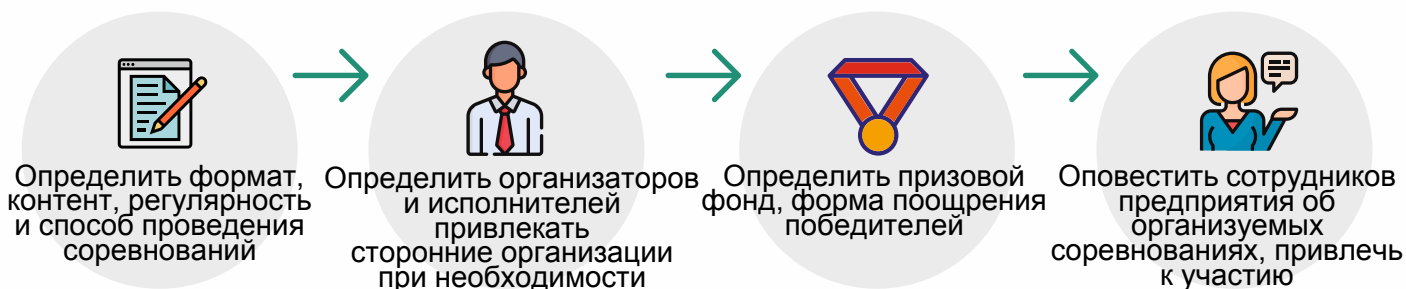 Определить формат,
контент, регулярность
и способ проведения
соревнований
Определить организаторов
и исполнителей
привлекать
сторонние организации
при необходимости
Определить призовой
фонд, форма поощрения
победителей
Оповестить сотрудников
предприятия об
организуемых
соревнованиях, привлечь
к участию